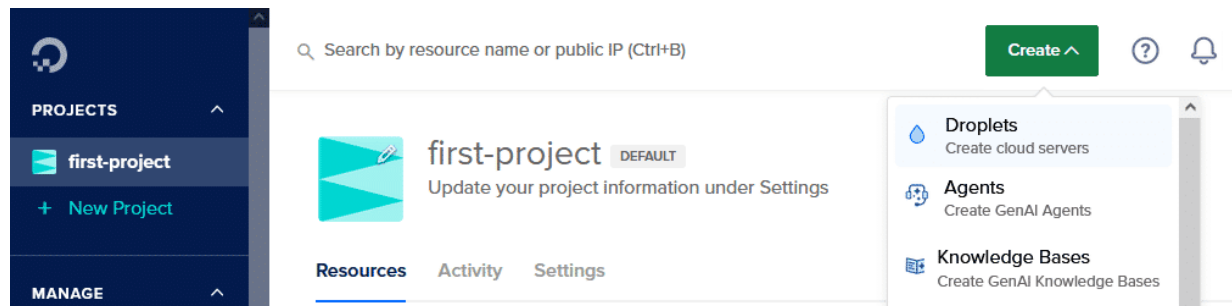 PROJECTS
first-project
+ New Project
MANAGE
Search by resource name or public IP (Ctrl+B)
Create
first-project DEFAULT
Update your project information under Settings
Resources Activity Settings
Droplets
Create cloud servers
Agents
Create GenAI Agents
Knowledge Bases
Create GenAI Knowledge Bases